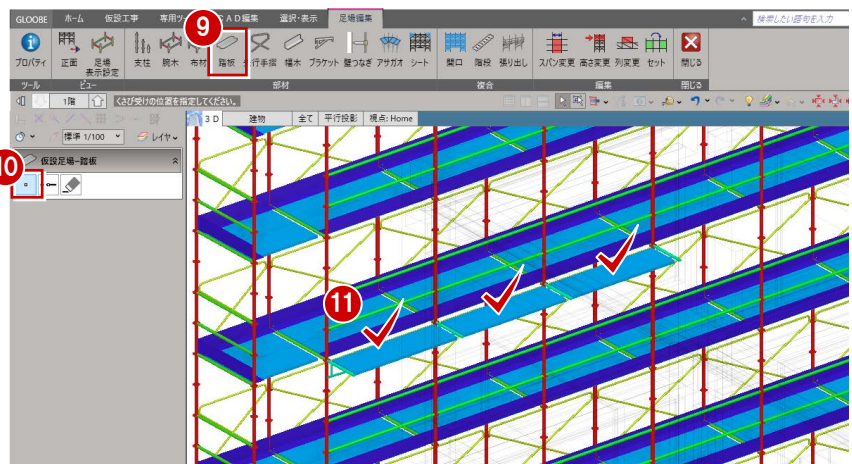 GLOOBE ホーム 仮設工事 専用ツ AD編集 選択・表示 足場編集 検索したい語句を入力
9
プロパティ 正面 足場 表示設定 支柱 腕木 布材 踏板 行手摺 幅木 ブラケット 壁つなぎ アサガオ シート 開口 階段 張り出し スパン変更 高さ変更 列変更 セット 閉じる
ツール ビュー 部材 複合 編集 閉じる
1階 くさび受けの位置を指定してください。
3D 建物 全て 平行投影 視点: Home
標準 1/100 レイヤ
仮設足場-踏板
10
11